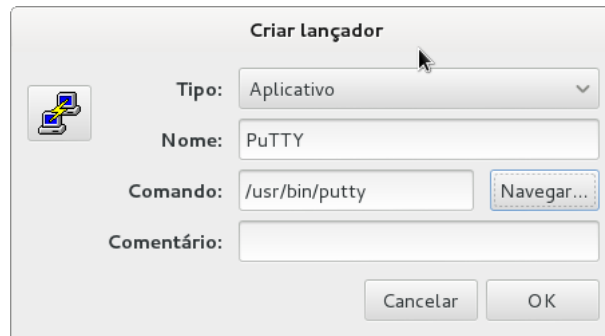 Criar lançador
Tipo: Aplicativo
Nome: PuTTY
Comando: /usr/bin/putty Navegar...
Comentário:
Cancelar OK